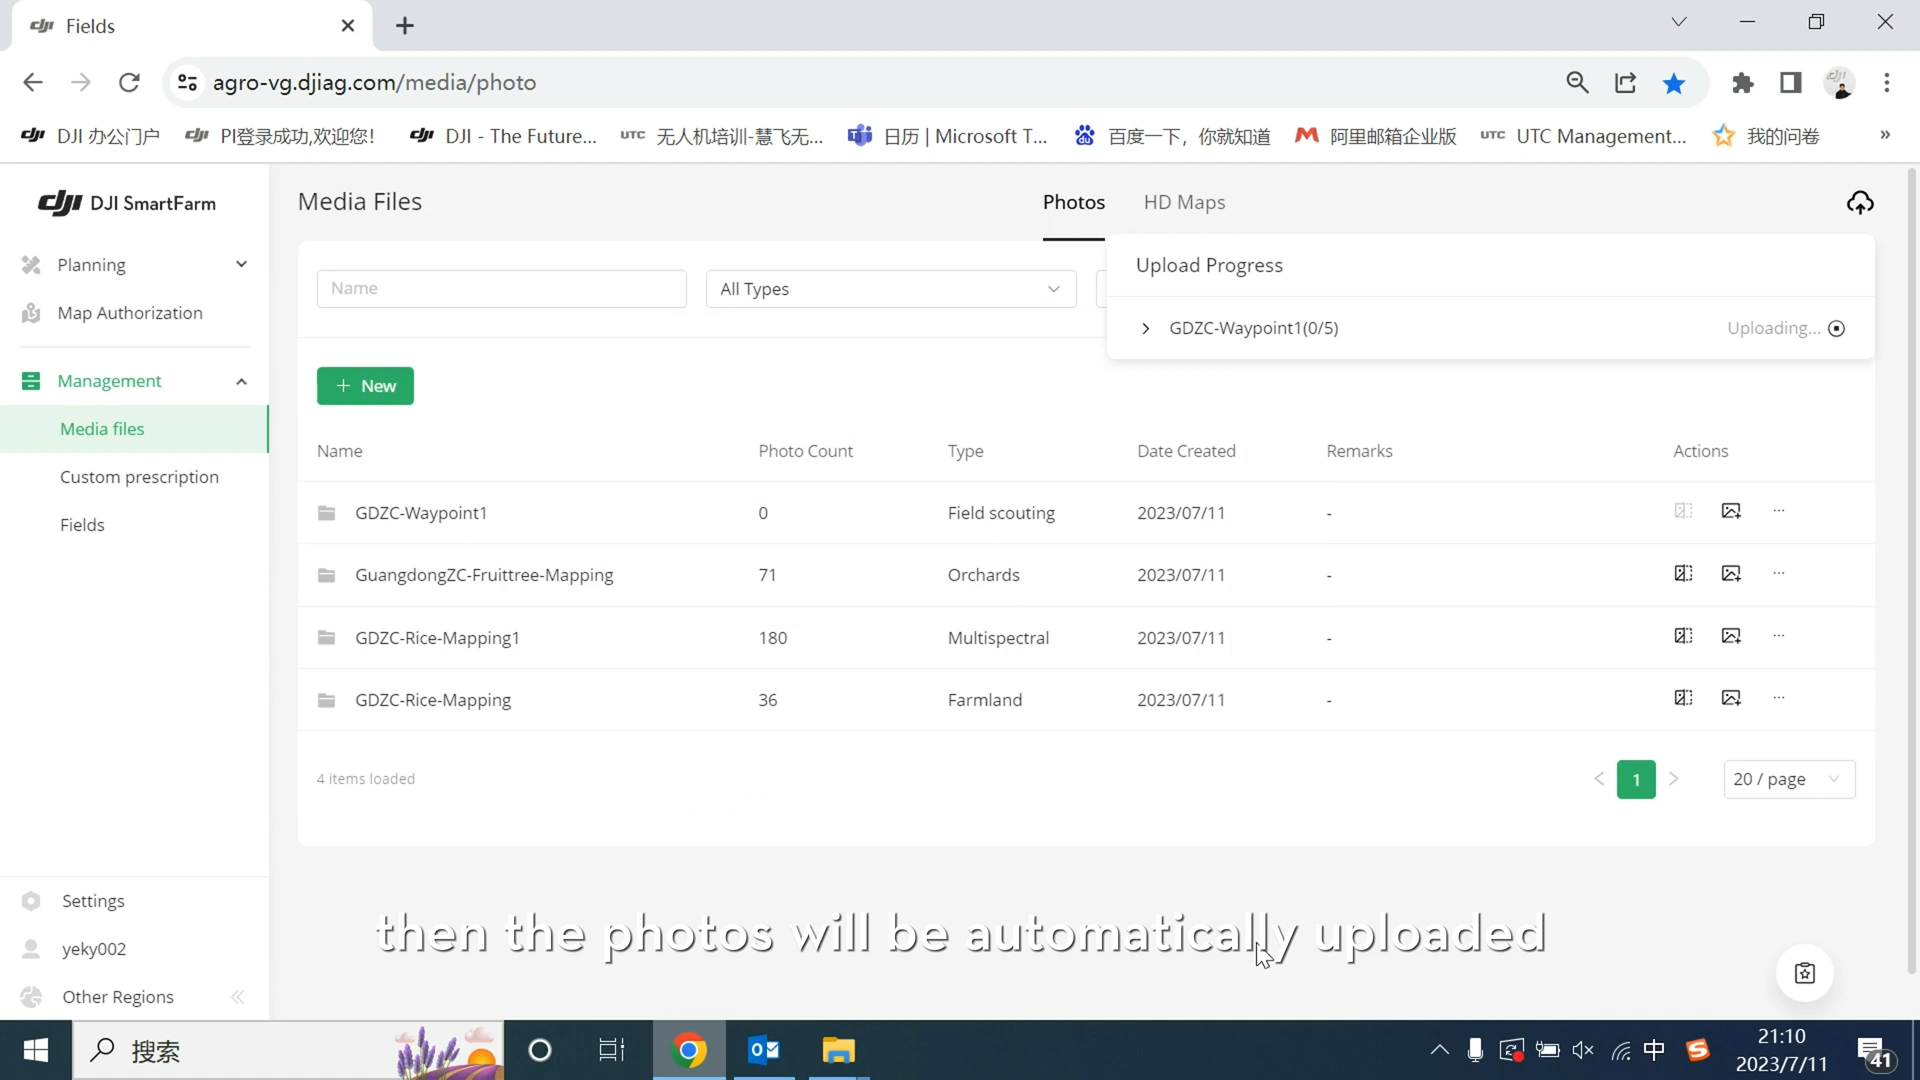 Fields
agro-vg.djiag.com/media/photo
DJI 办公门户
PI登录成功,欢迎您!
DJI - The Future...
UTC 无人机培训-慧飞无...
日历 | Microsoft T...
百度一下，你就知道
阿里邮箱企业版
UTC UTC Management...
我的问卷
»
dji DJI SmartFarm
Media Files
Photos
HD Maps
Planning
Map Authorization
Management
Media files
Custom prescription
Fields
Name
All Types
Upload Progress
GDZC-Waypoint1(0/5)
Uploading...
+ New
Name Photo Count Type Date Created Remarks Actions
GDZC-Waypoint1 0 Field scouting 2023/07/11 - ...
GuangdongZC-Fruittree-Mapping 71 Orchards 2023/07/11 - ...
GDZC-Rice-Mapping1 180 Multispectral 2023/07/11 - ...
GDZC-Rice-Mapping 36 Farmland 2023/07/11 - ...
4 items loaded
< 1 >
20 / page
Settings
yeky002
Other Regions
then the photos will be automatically uploaded
搜索
中
21:10
2023/7/11
41